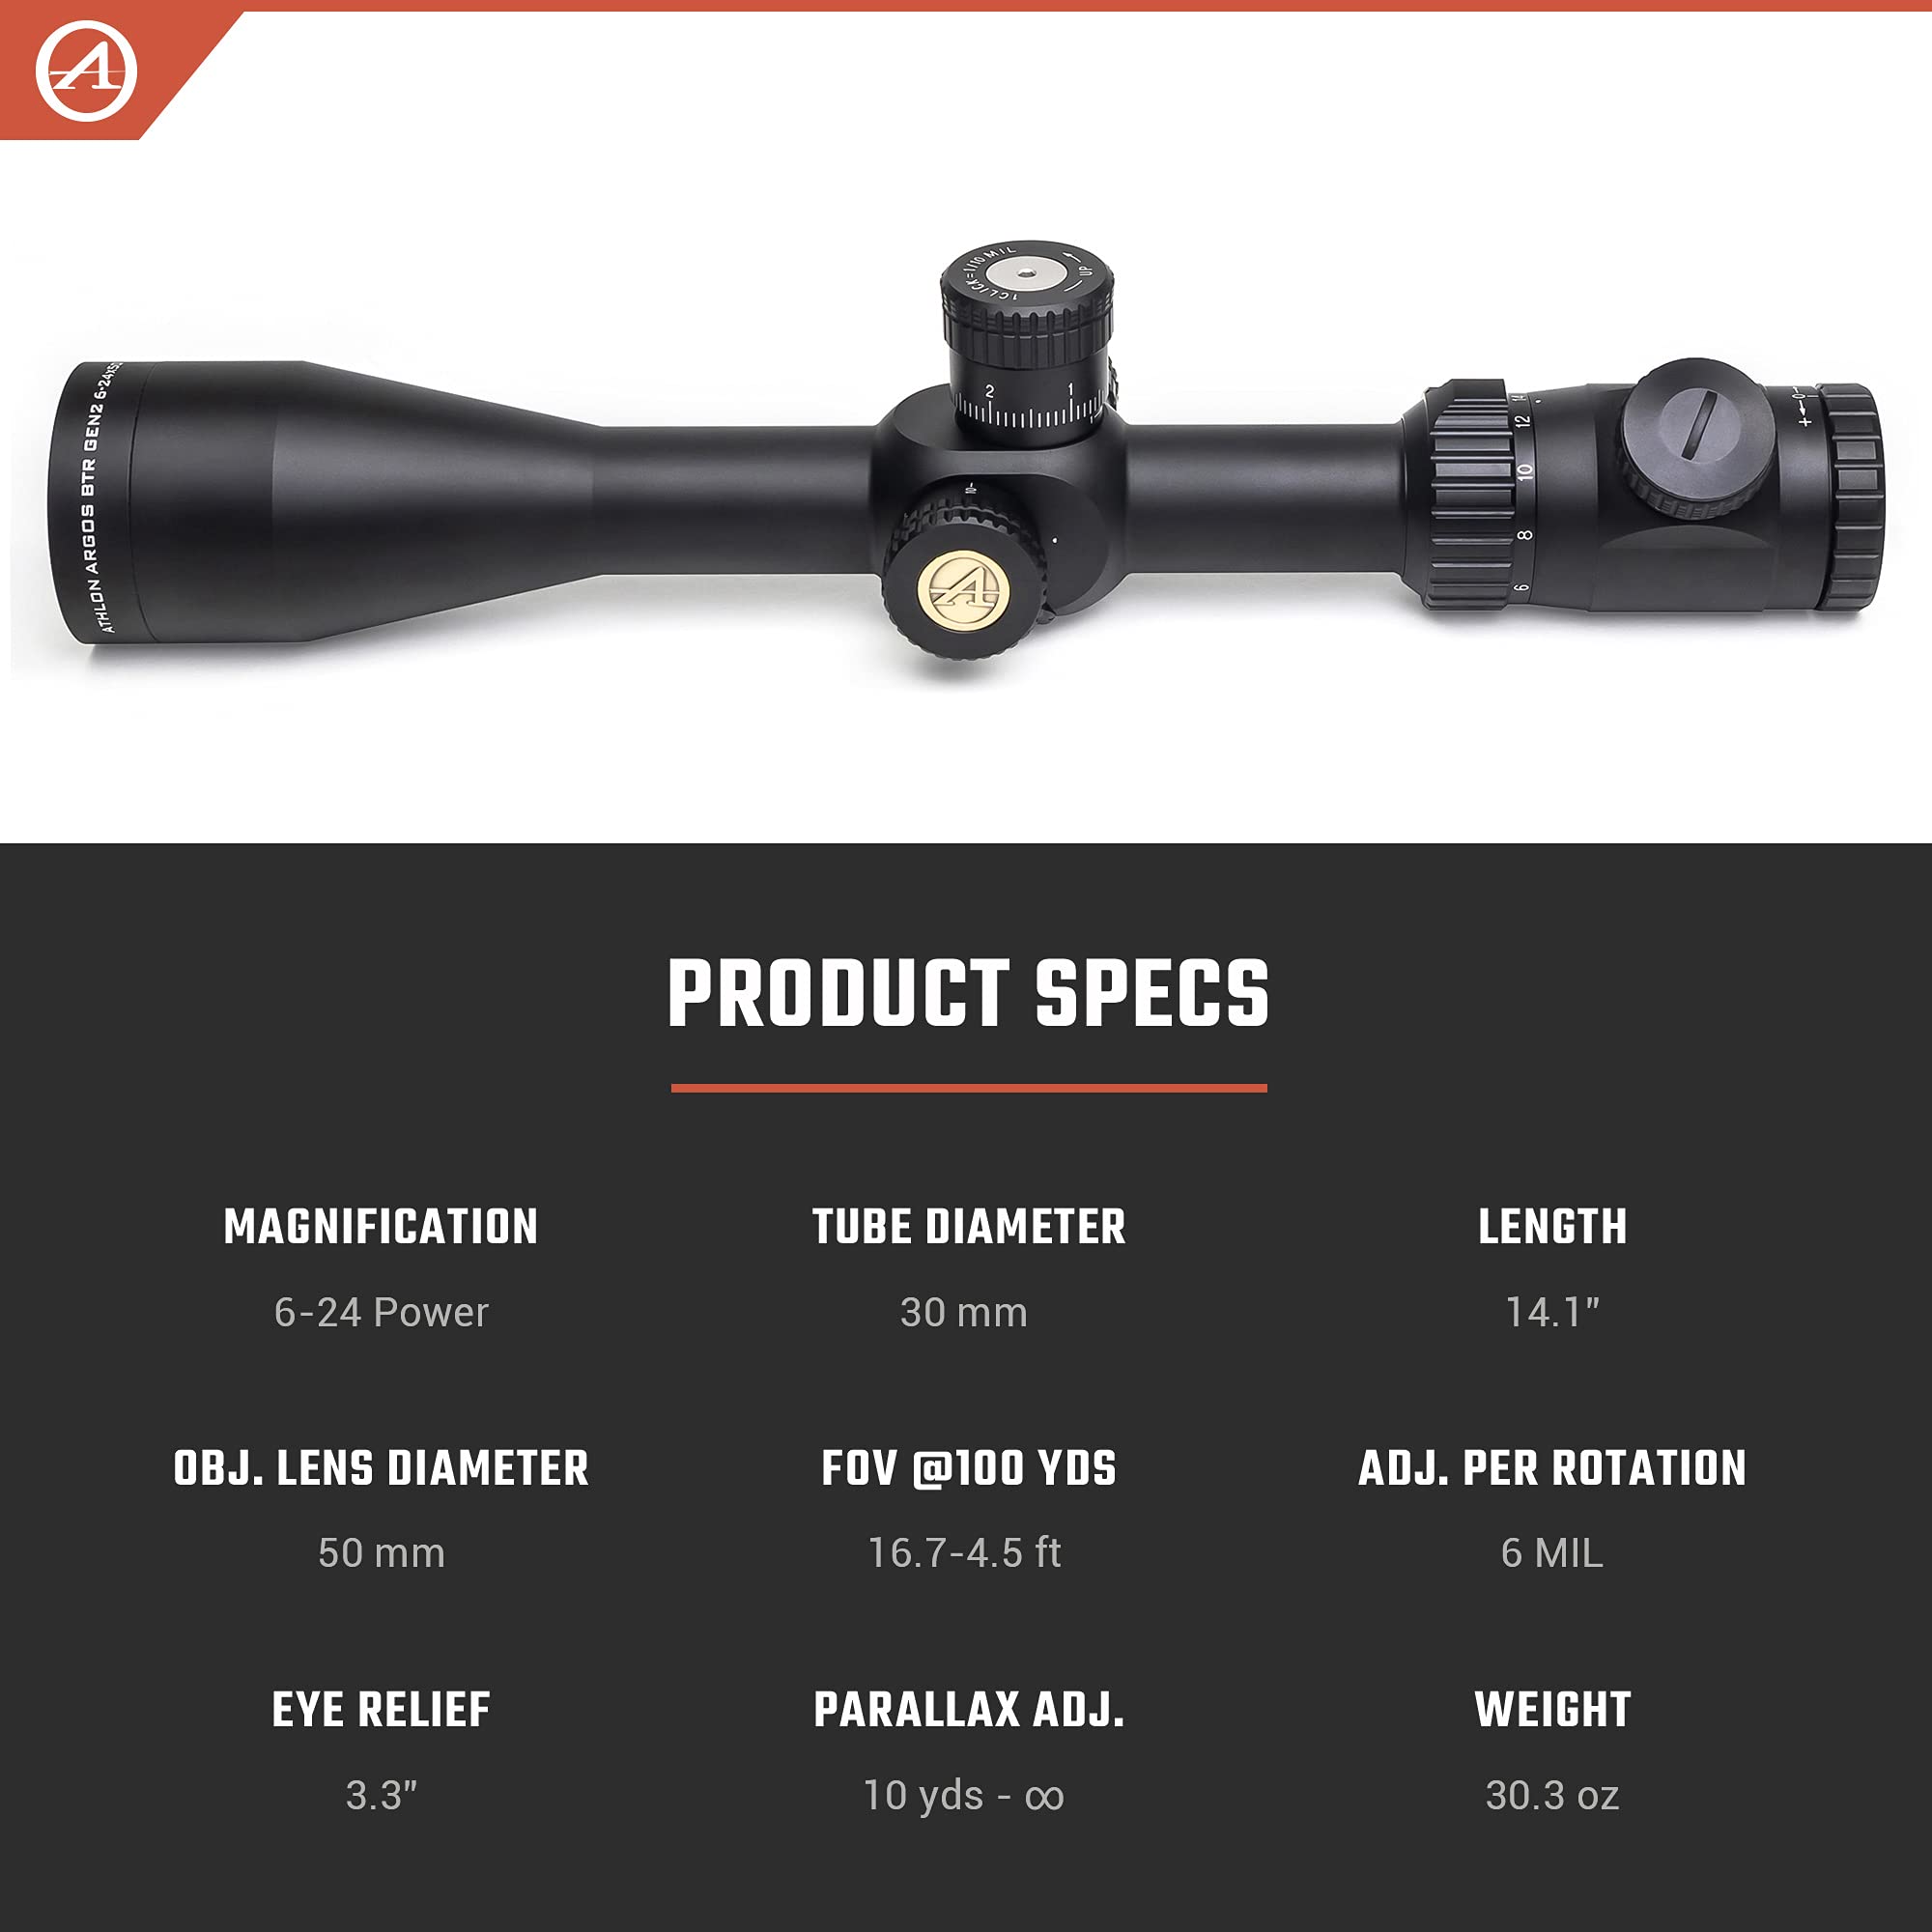 A
1 CLICK = 1/10 MIL
UP
2 1
ATHLON ARGOS BTR GEN2 6-24X50
10
14
12
10
8
6
+ 0 -
A
PRODUCT SPECS
MAGNIFICATION TUBE DIAMETER LENGTH
6-24 Power 30 mm 14.1"
OBJ. LENS DIAMETER FOV @100 YDS ADJ. PER ROTATION
50 mm 16.7-4.5 ft 6 MIL
EYE RELIEF PARALLAX ADJ. WEIGHT
3.3" 10 yds - ∞ 30.3 oz